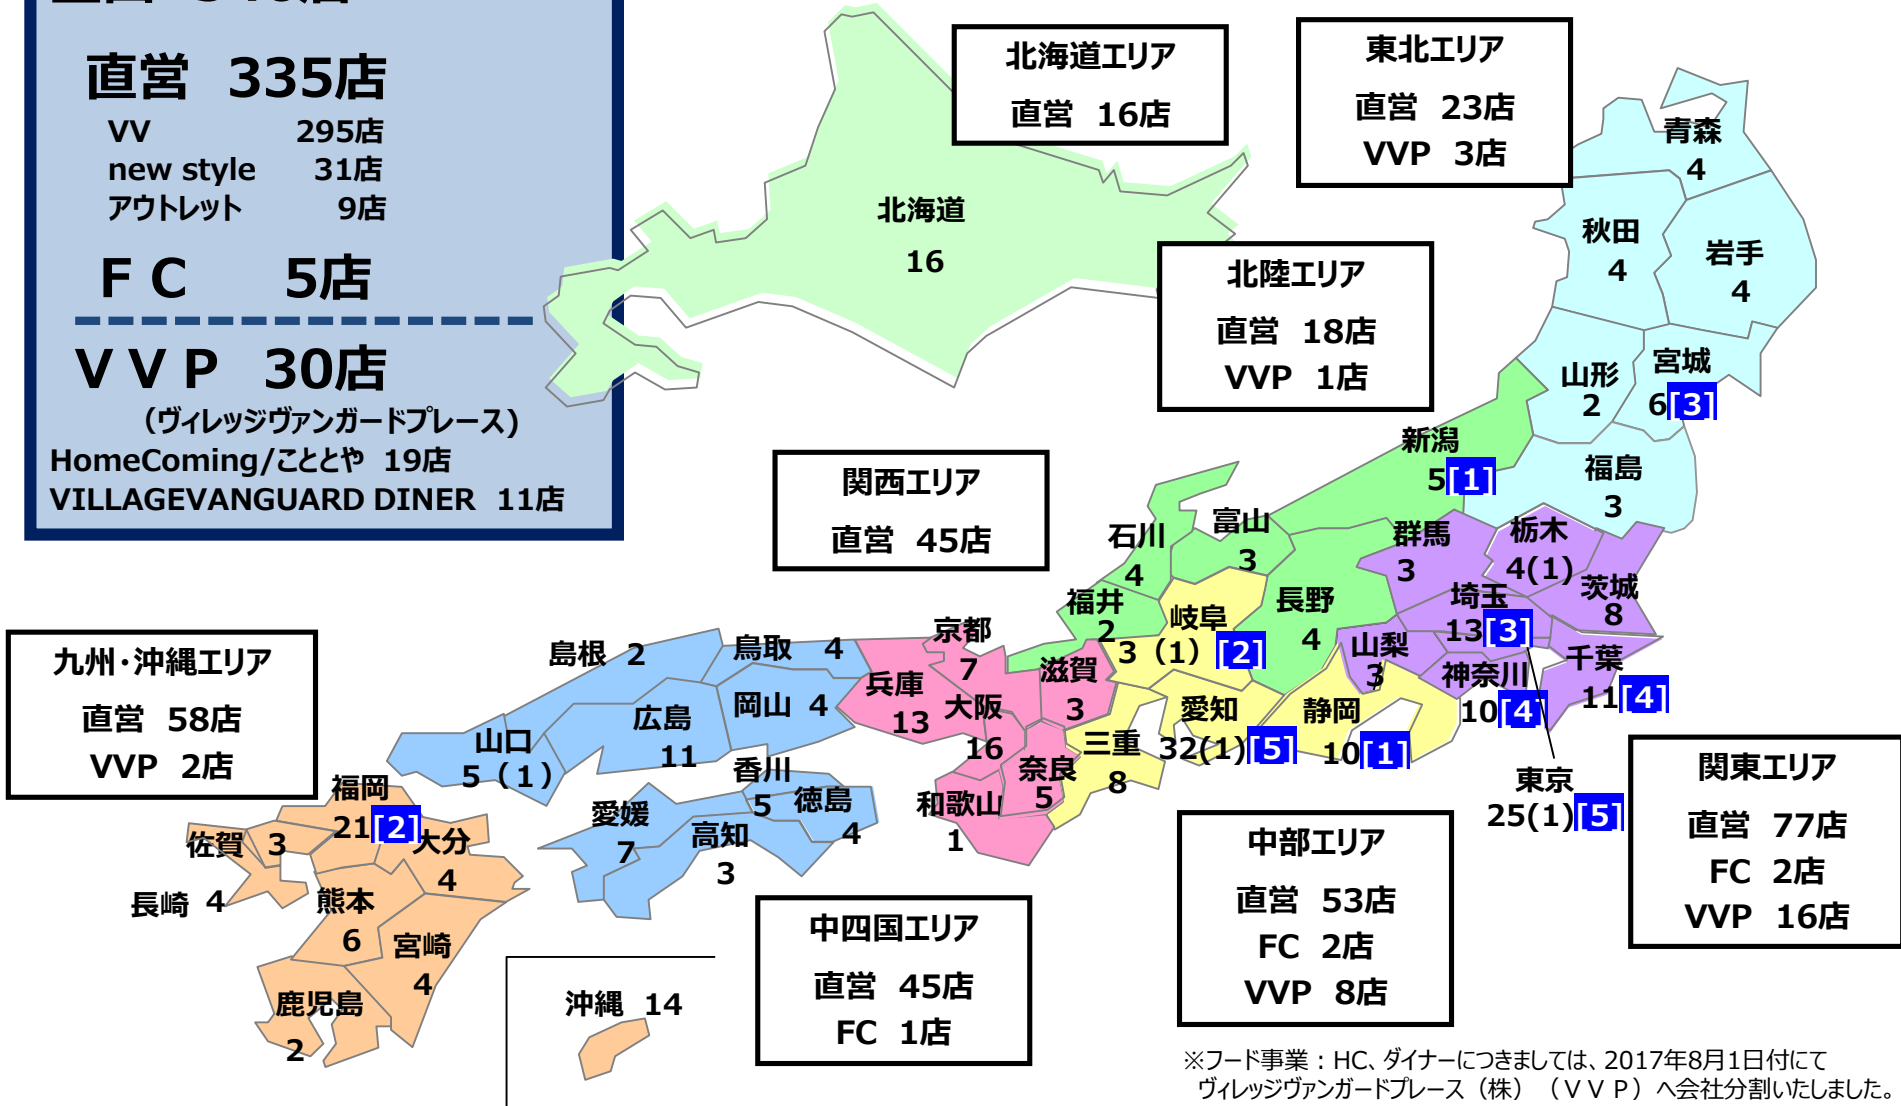 直営 335店
VV 295店
new style 31店
アウトレット 9店
ＦＣ 5店
ＶＶＰ 30店
（ヴィレッジヴァンガードプレース)
HomeComing/こととや 19店
VILLAGEVANGUARD DINER 11店
北海道エリア
直営 16店
東北エリア
直営 23店
VVP 3店
北陸エリア
直営 18店
VVP 1店
関西エリア
直営 45店
九州・沖縄エリア
直営 58店
VVP 2店
中四国エリア
直営 45店
FC 1店
中部エリア
直営 53店
FC 2店
VVP 8店
関東エリア
直営 77店
FC 2店
VVP 16店
北海道
16
青森
4
秋田
4
岩手
4
山形
2
宮城
6[3]
福島
3
新潟
5[1]
富山
3
石川
4
福井
2
長野
4
群馬
3
栃木
4(1)
茨城
8
埼玉
13[3]
千葉
11[4]
東京
25(1)[5]
神奈川
10[4]
山梨
3
岐阜
3（1）[2]
愛知
32(1)[5]
静岡
10[1]
三重
8
滋賀
3
京都
7
大阪
16
兵庫
13
奈良
5
和歌山
1
鳥取 4
島根 2
岡山 4
広島
11
山口
5（1）
香川
5
徳島
4
愛媛
7
高知
3
福岡
21[2]
佐賀 3
長崎 4
大分
4
熊本
6
宮崎
4
鹿児島
2
沖縄 14
※フード事業：HC、ダイナーにつきましては、2017年8月1日付にて
ヴィレッジヴァンガードプレース（株）（ＶＶＰ）へ会社分割いたしました。